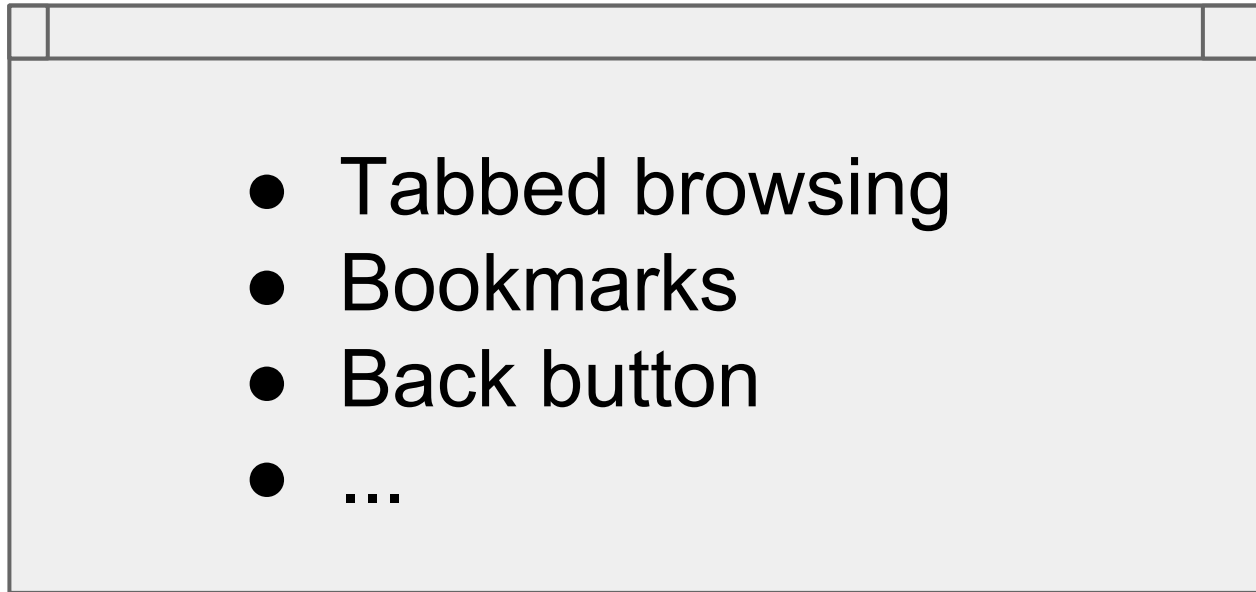 ● Tabbed browsing
● Bookmarks
● Back button
● ...